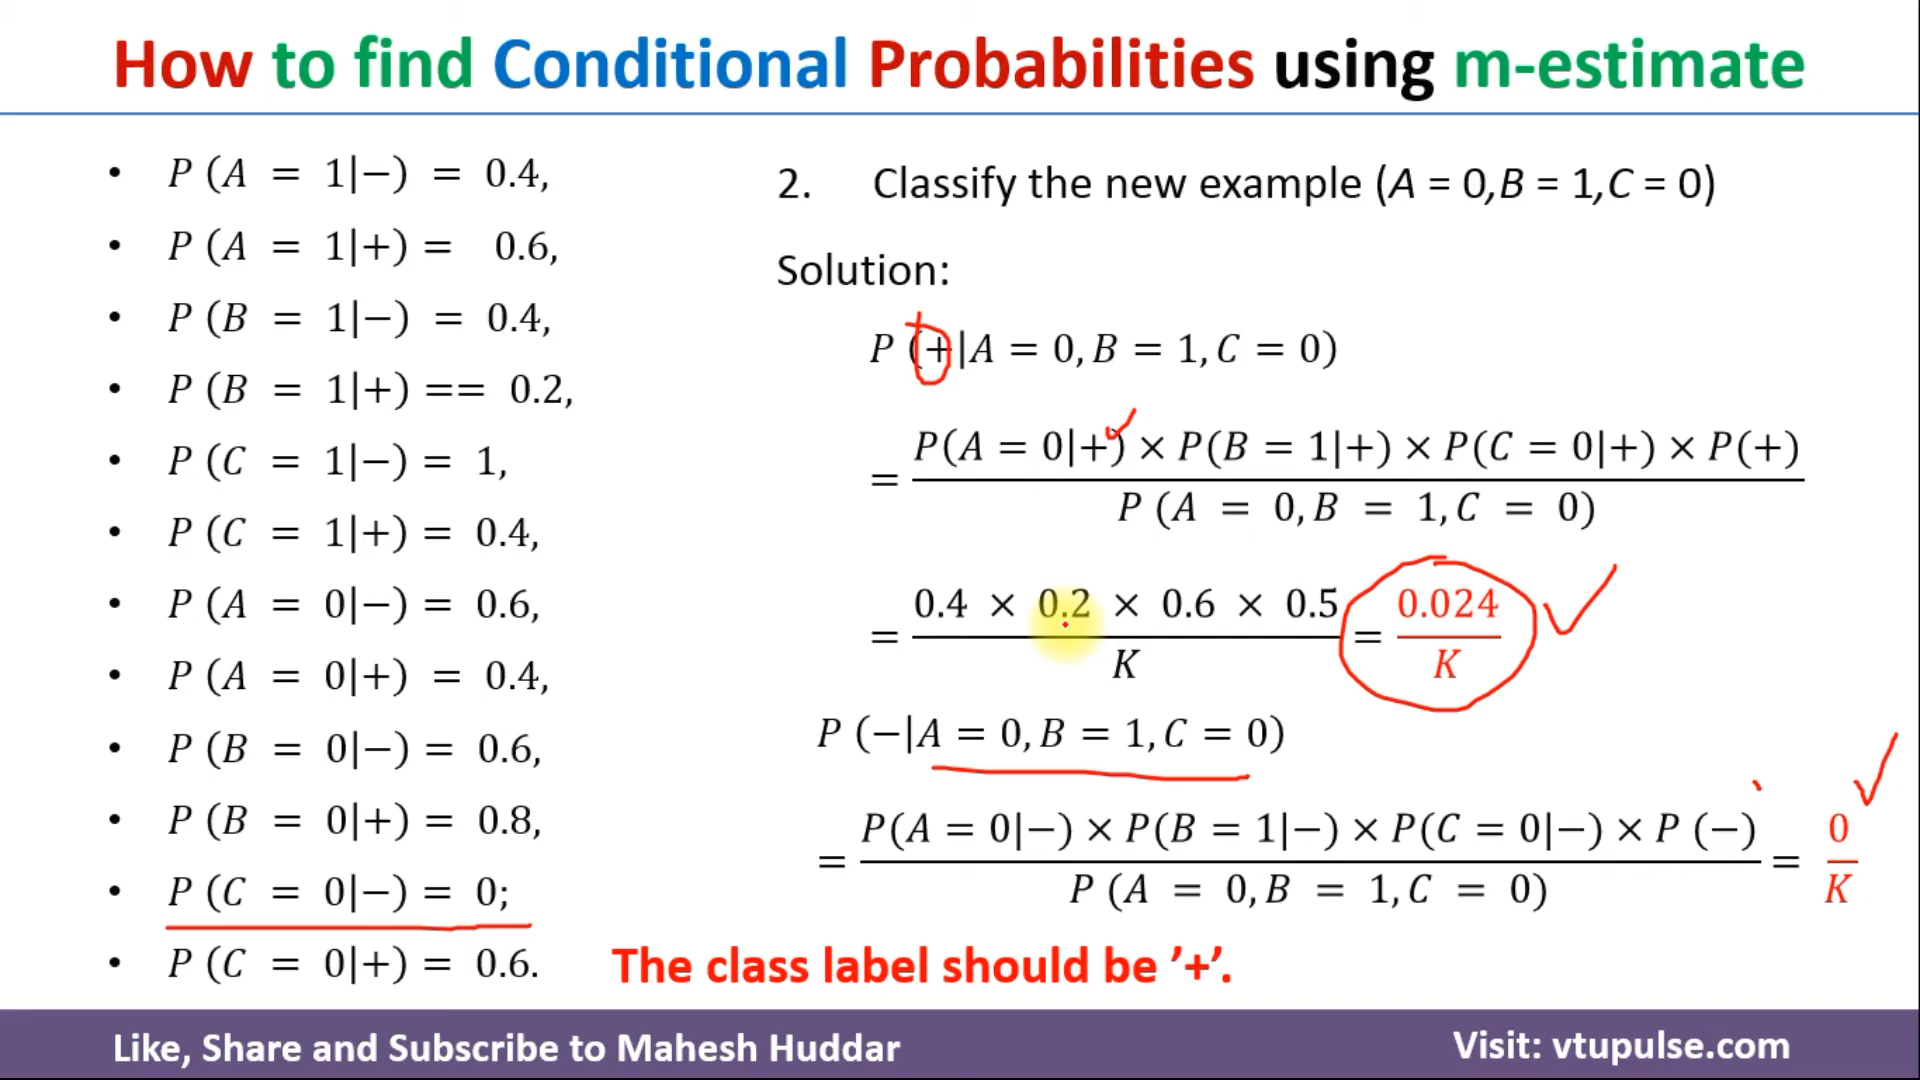 How to find Conditional Probabilities using m-estimate
• P (A = 1|−) = 0.4,
• P (A = 1|+) = 0.6,
• P (B = 1|−) = 0.4,
• P (B = 1|+) == 0.2,
• P (C = 1|−) = 1,
• P (C = 1|+) = 0.4,
• P (A = 0|−) = 0.6,
• P (A = 0|+) = 0.4,
• P (B = 0|−) = 0.6,
• P (B = 0|+) = 0.8,
• P (C = 0|−) = 0;
• P (C = 0|+) = 0.6.
2. Classify the new example (A = 0,B = 1,C = 0)
Solution:
P (+|A = 0, B = 1, C = 0)
P(A = 0|+) × P(B = 1|+) × P(C = 0|+) × P(+)
=
P (A = 0, B = 1, C = 0)
0.4 × 0.2 × 0.6 × 0.5 0.024
= =
K K
P (−|A = 0, B = 1, C = 0)
P(A = 0|−) × P(B = 1|−) × P(C = 0|−) × P (−) 0
= =
P (A = 0, B = 1, C = 0) K
The class label should be ’+’.
Like, Share and Subscribe to Mahesh Huddar
Visit: vtupulse.com